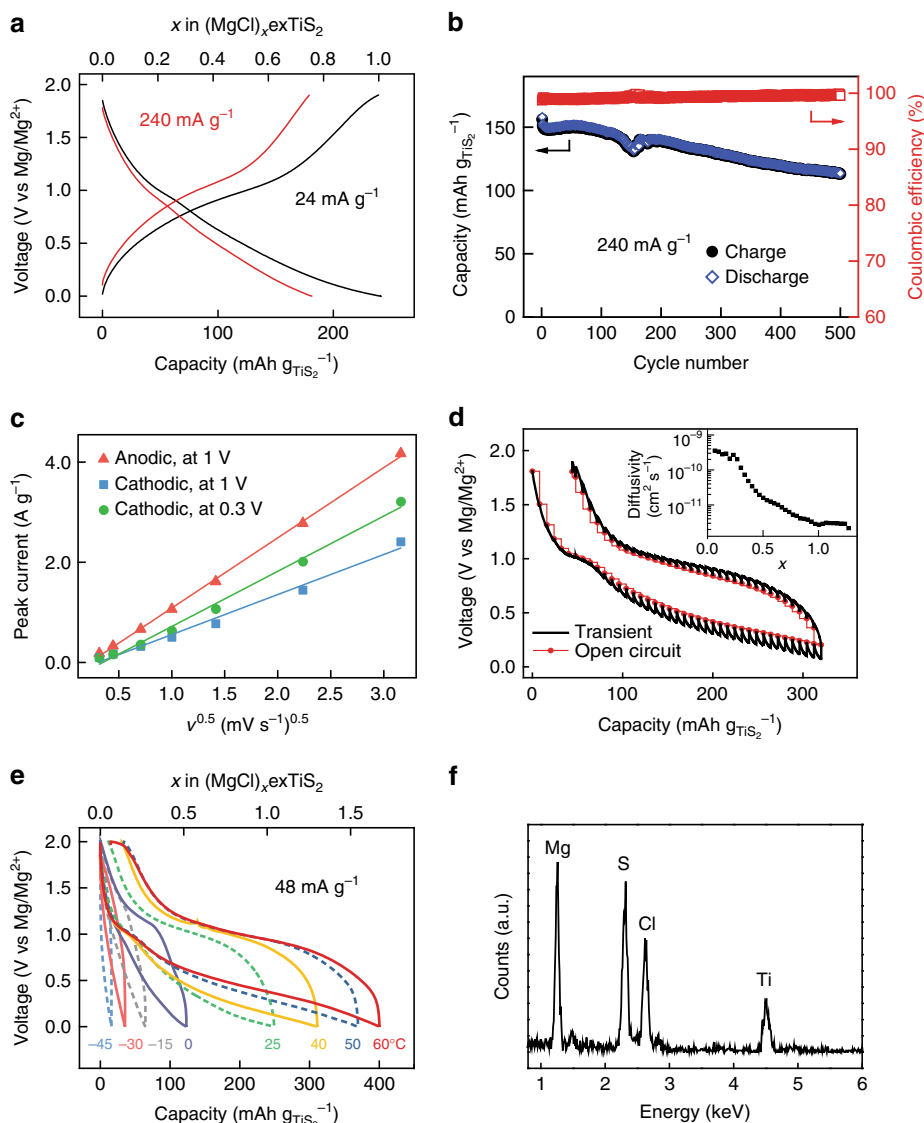 a
x in (MgCl)ₓexTiS₂
0.0 0.2 0.4 0.6 0.8 1.0
2.0
1.5
1.0
0.5
0.0
Voltage (V vs Mg/Mg²⁺)
240 mA g⁻¹
24 mA g⁻¹
0 100 200
Capacity (mAh g_TiS₂⁻¹)
b
150
100
50
0
Capacity (mAh g_TiS₂⁻¹)
100
90
80
70
60
Coulombic efficiency (%)
240 mA g⁻¹
Charge
Discharge
0 100 200 300 400 500
Cycle number
c
4.0
2.0
0.0
Peak current (A g⁻¹)
Anodic, at 1 V
Cathodic, at 1 V
Cathodic, at 0.3 V
0.5 1.0 1.5 2.0 2.5 3.0
v⁰·⁵ (mV s⁻¹)⁰·⁵
d
2.0
1.5
1.0
0.5
0.0
Voltage (V vs Mg/Mg²⁺)
10⁻⁹
10⁻¹⁰
10⁻¹¹
Diffusivity
(cm² s⁻¹)
0.0 0.5 1.0
x
Transient
Open circuit
0 100 200 300
Capacity (mAh g_TiS₂⁻¹)
e
x in (MgCl)ₓexTiS₂
0.0 0.5 1.0 1.5
2.0
1.5
1.0
0.5
0.0
Voltage (V vs Mg/Mg²⁺)
48 mA g⁻¹
−45 −30 −15 0 25 40 50 60°C
0 100 200 300 400
Capacity (mAh g_TiS₂⁻¹)
f
Counts (a.u.)
Mg
S
Cl
Ti
1 2 3 4 5 6
Energy (keV)